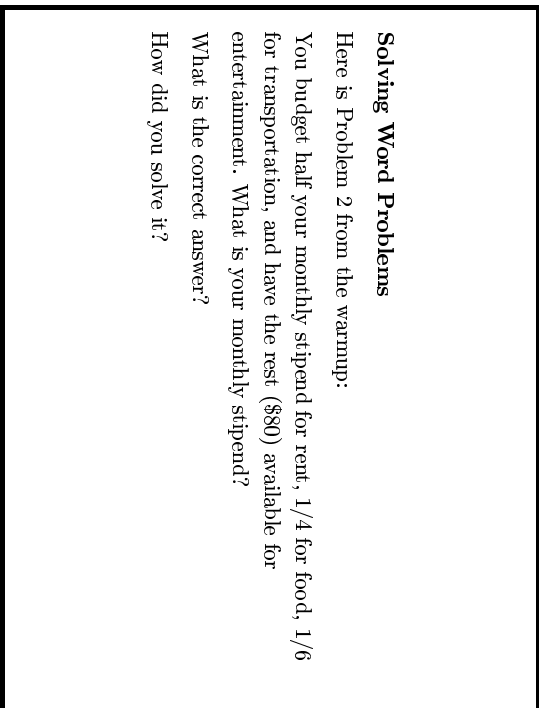 Solving Word Problems
Here is Problem 2 from the warmup:
You budget half your monthly stipend for rent, 1/4 for food, 1/6
for transportation, and have the rest ($80) available for
entertainment. What is your monthly stipend?
What is the correct answer?
How did you solve it?